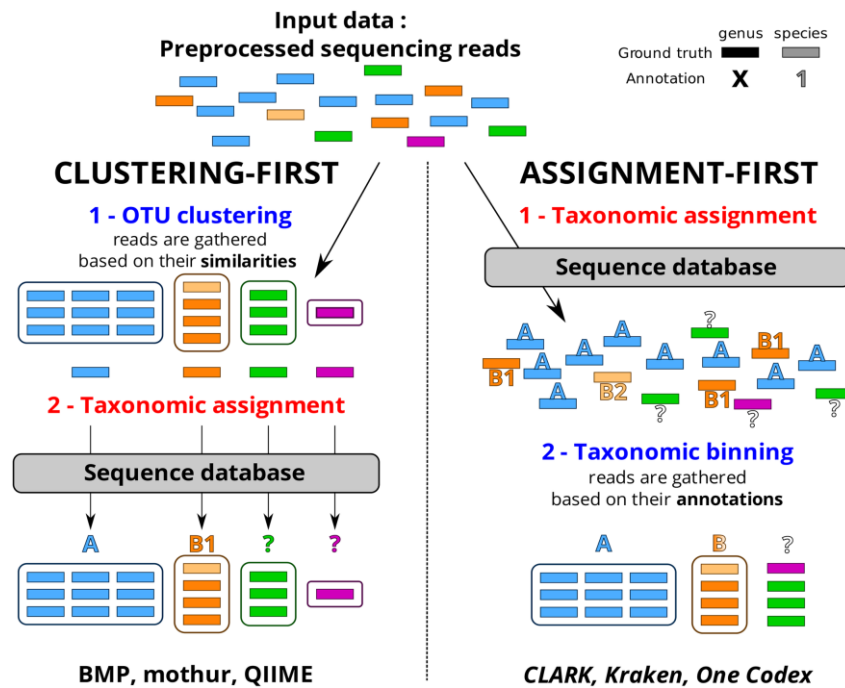 Input data :
Preprocessed sequencing reads
genus species
Ground truth
Annotation X 1
CLUSTERING-FIRST
1 - OTU clustering
reads are gathered
based on their similarities
2 - Taxonomic assignment
Sequence database
A B1 ? ?
BMP, mothur, QIIME
ASSIGNMENT-FIRST
1 - Taxonomic assignment
Sequence database
A A A ? B1
B1 A A A B1 A
A B2 ? ? ?
2 - Taxonomic binning
reads are gathered
based on their annotations
A B ?
CLARK, Kraken, One Codex